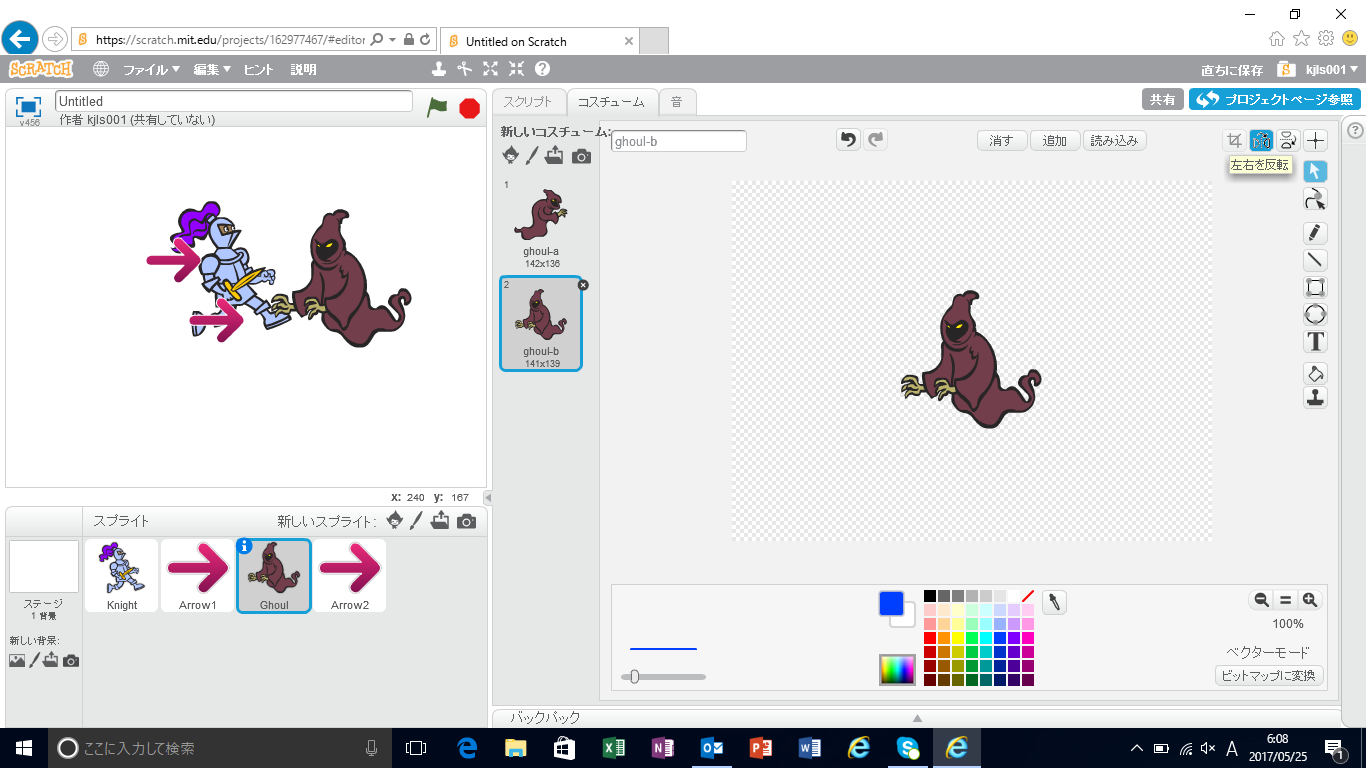 https://scratch.mit.edu/projects/162977467/#editor
Untitled on Scratch
SCRATCH
ファイル
編集
ヒント
説明
直ちに保存
kjls001
v456
Untitled
作者 kjls001 (共有していない)
スクリプト
コスチューム
音
共有
プロジェクトページ参照
新しいコスチューム:
ghoul-b
消す
追加
読み込み
左右を反転
1
ghoul-a
142x136
2
ghoul-b
141x139
T
x: 240 y: 167
スプライト
新しいスプライト:
Knight
Arrow1
Ghoul
Arrow2
ステージ
1 背景
新しい背景:
100%
ベクターモード
ビットマップに変換
バックパック
ここに入力して検索
A
6:08
2017/05/25
1